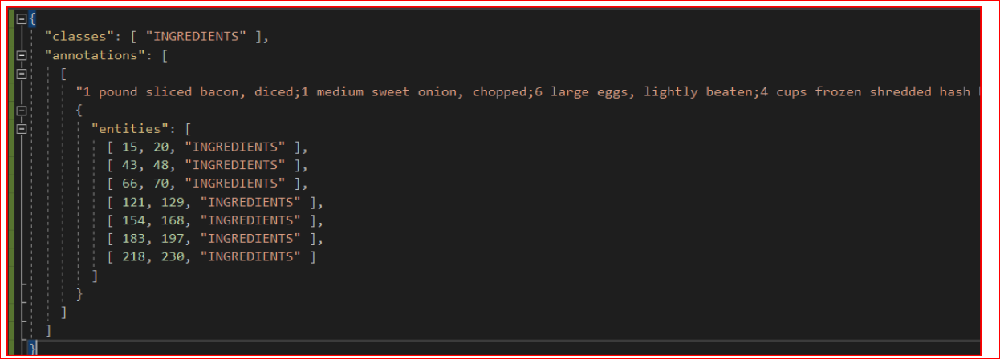 {
"classes": [ "INGREDIENTS" ],
"annotations": [
[
"1 pound sliced bacon, diced;1 medium sweet onion, chopped;6 large eggs, lightly beaten;4 cups frozen shredded hash
{
"entities": [
[ 15, 20, "INGREDIENTS" ],
[ 43, 48, "INGREDIENTS" ],
[ 66, 70, "INGREDIENTS" ],
[ 121, 129, "INGREDIENTS" ],
[ 154, 168, "INGREDIENTS" ],
[ 183, 197, "INGREDIENTS" ],
[ 218, 230, "INGREDIENTS" ]
]
}
]
]
}